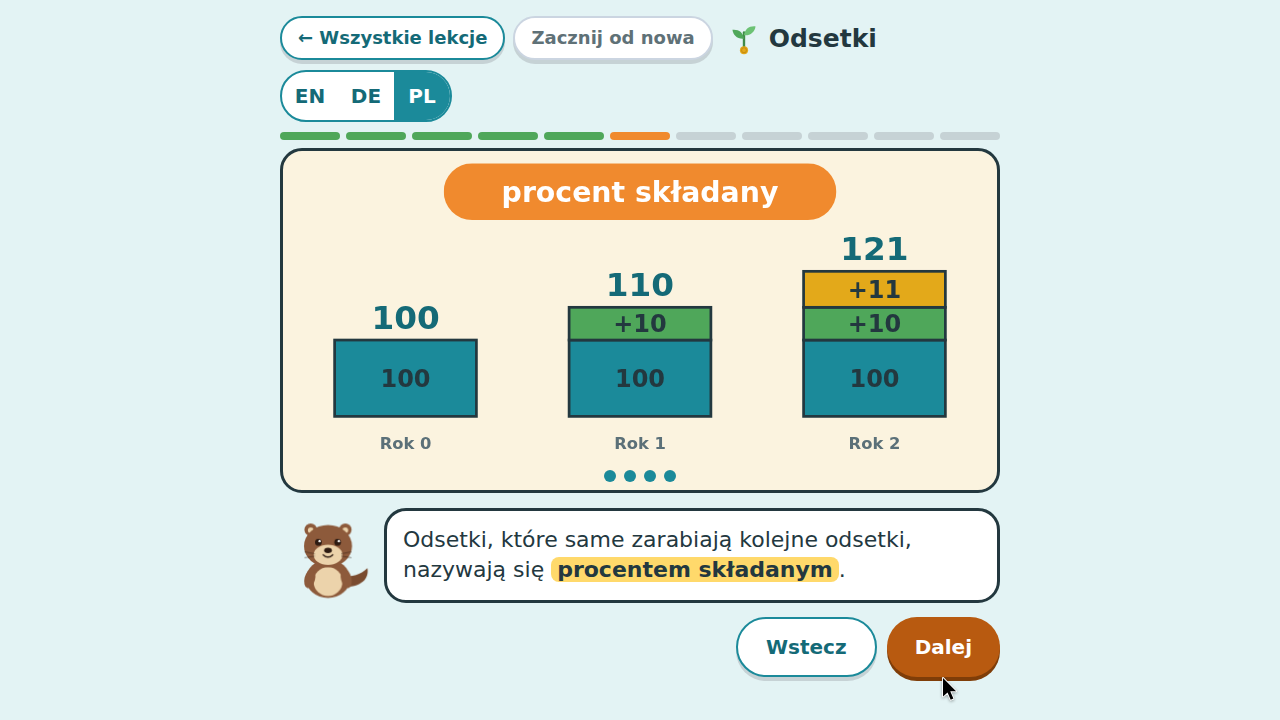 ← Wszystkie lekcje
Zacznij od nowa
Odsetki
EN DE PL
procent składany
100
110
121
100
+10
100
+11
+10
100
Rok 0
Rok 1
Rok 2
Odsetki, które same zarabiają kolejne odsetki,
nazywają się procentem składanym.
Wstecz
Dalej